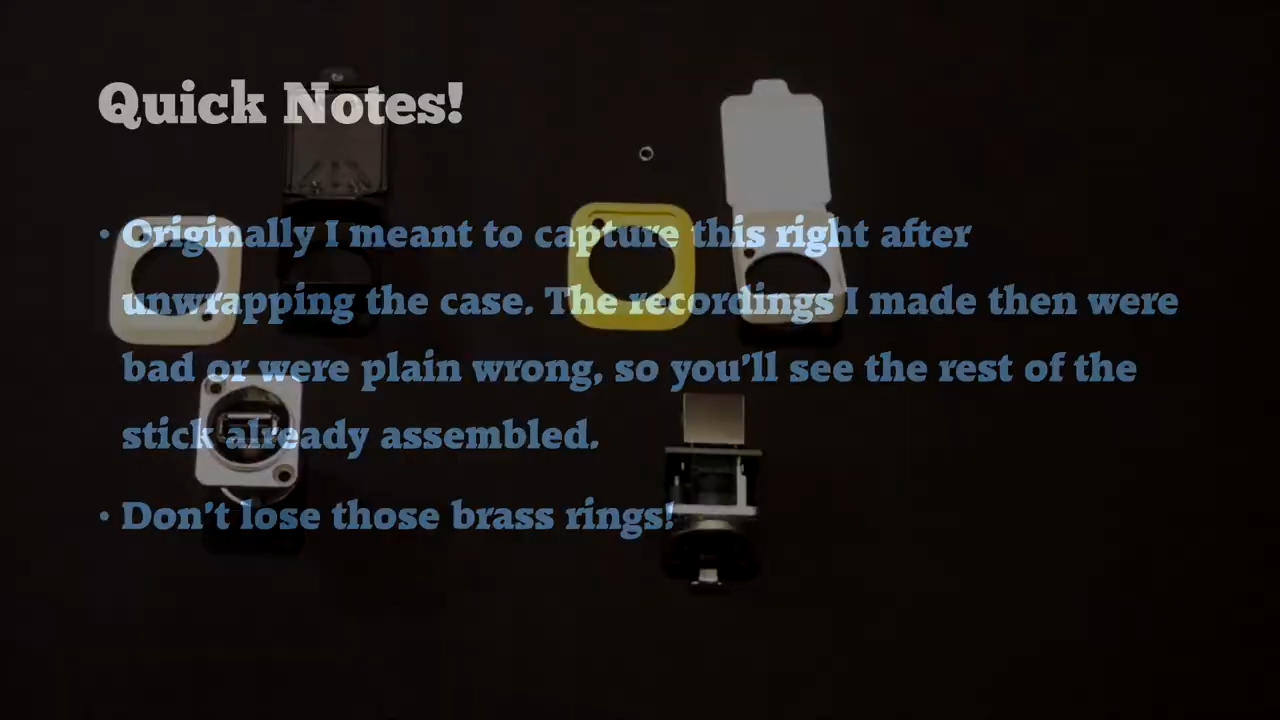 Quick Notes!
• Originally I meant to capture this right after
unwrapping the case. The recordings I made then were
bad or were plain wrong, so you'll see the rest of the
stick already assembled.
• Don't lose those brass rings!